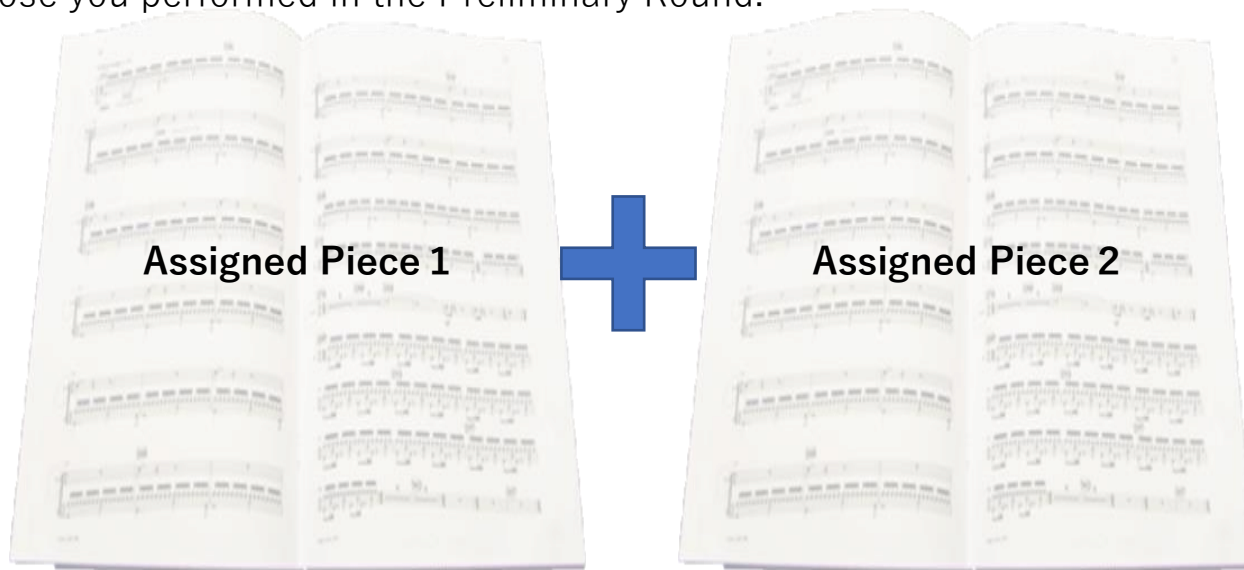 ose you performed in the Preliminary Round.
Assigned Piece 1
Assigned Piece 2